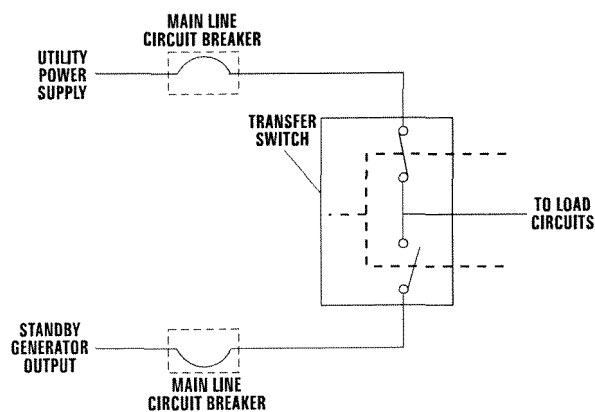 MAIN LINE
CIRCUIT BREAKER
UTILITY
POWER
SUPPLY
TRANSFER
SWITCH
TO LOAD
CIRCUITS
STANDBY
GENERATOR
OUTPUT
MAIN LINE
CIRCUIT BREAKER